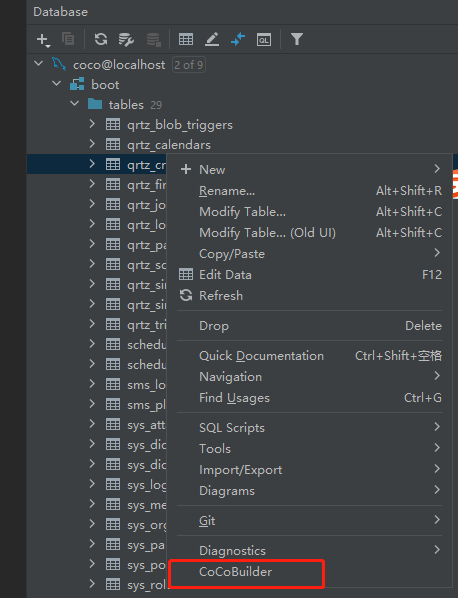 Database
coco@localhost 2 of 9
boot
tables 29
qrtz_blob_triggers
qrtz_calendars
qrtz_cr
qrtz_fir
qrtz_jo
qrtz_lo
qrtz_pa
qrtz_sc
qrtz_sir
qrtz_sir
qrtz_tri
schedu
schedu
sms_lo
sms_pl
sys_atta
sys_dic
sys_dic
sys_log
sys_me
sys_org
sys_pa
sys_po
sys_rol
New
Rename... Alt+Shift+R
Modify Table... Alt+Shift+C
Modify Table... (Old UI) Alt+Shift+C
Copy/Paste
Edit Data F12
Refresh
Drop Delete
Quick Documentation Ctrl+Shift+空格
Navigation
Find Usages Ctrl+G
SQL Scripts
Tools
Import/Export
Diagrams
Git
Diagnostics
CoCoBuilder